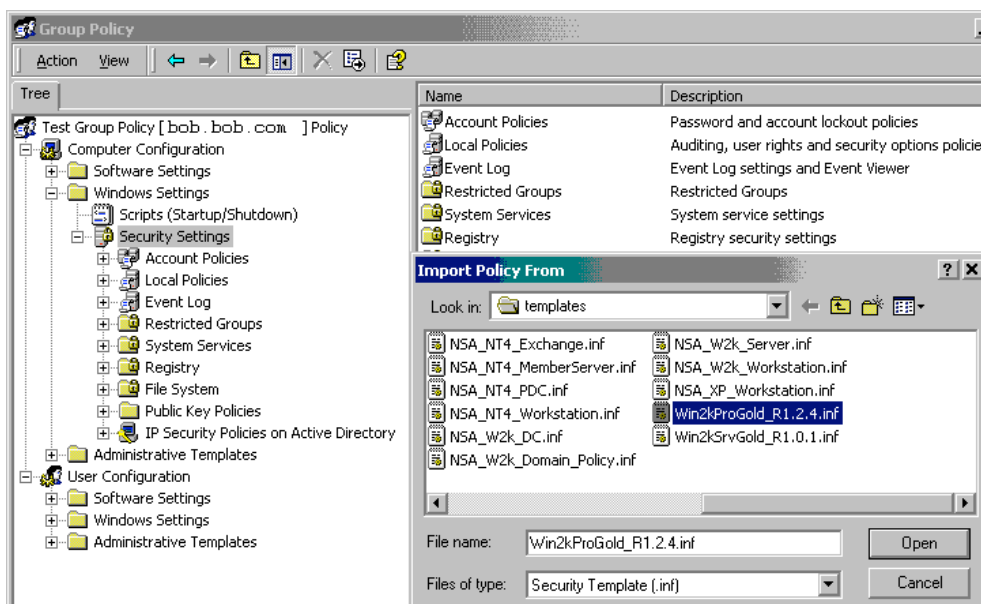 Group Policy
Action View
Tree
Test Group Policy [bob.bob.com ] Policy
Computer Configuration
Software Settings
Windows Settings
Scripts (Startup/Shutdown)
Security Settings
Account Policies
Local Policies
Event Log
Restricted Groups
System Services
Registry
File System
Public Key Policies
IP Security Policies on Active Directory
Administrative Templates
User Configuration
Software Settings
Windows Settings
Administrative Templates
Name Description
Account Policies Password and account lockout policies
Local Policies Auditing, user rights and security options policie
Event Log Event Log settings and Event Viewer
Restricted Groups Restricted Groups
System Services System service settings
Registry Registry security settings
Import Policy From
Look in: templates
NSA_NT4_Exchange.inf NSA_W2k_Server.inf
NSA_NT4_MemberServer.inf NSA_W2k_Workstation.inf
NSA_NT4_PDC.inf NSA_XP_Workstation.inf
NSA_NT4_Workstation.inf Win2kProGold_R1.2.4.inf
NSA_W2k_DC.inf Win2kSrvGold_R1.0.1.inf
NSA_W2k_Domain_Policy.inf
File name: Win2kProGold_R1.2.4.inf Open
Files of type: Security Template (.inf) Cancel